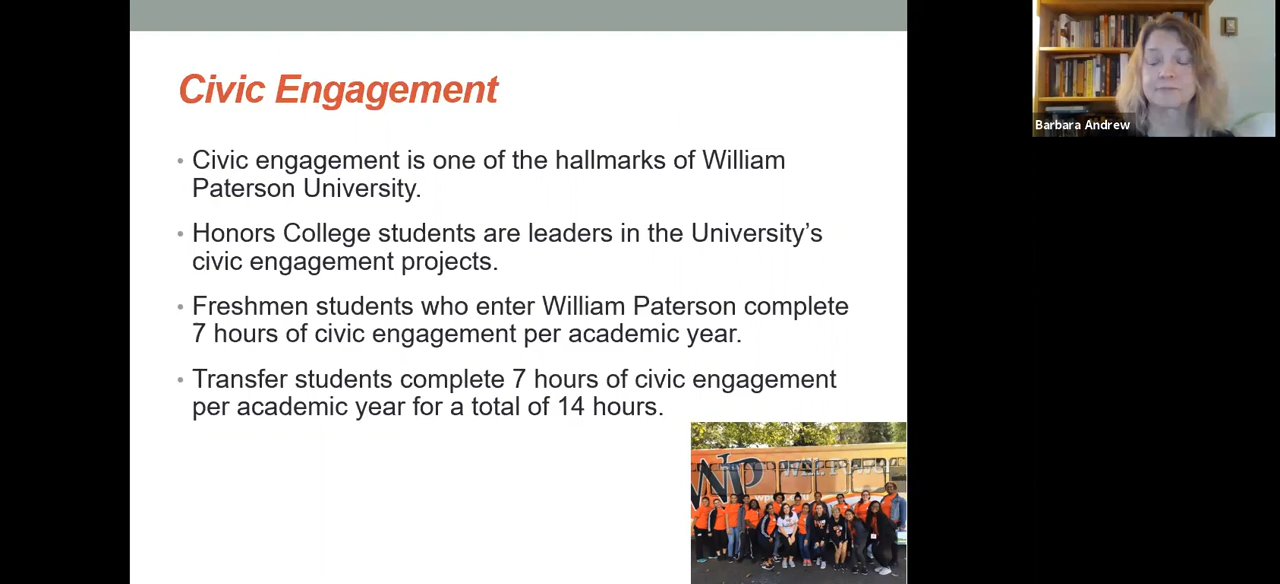 Civic Engagement
• Civic engagement is one of the hallmarks of William
Paterson University.
• Honors College students are leaders in the University’s
civic engagement projects.
• Freshmen students who enter William Paterson complete
7 hours of civic engagement per academic year.
• Transfer students complete 7 hours of civic engagement
per academic year for a total of 14 hours.
WP
Barbara Andrew